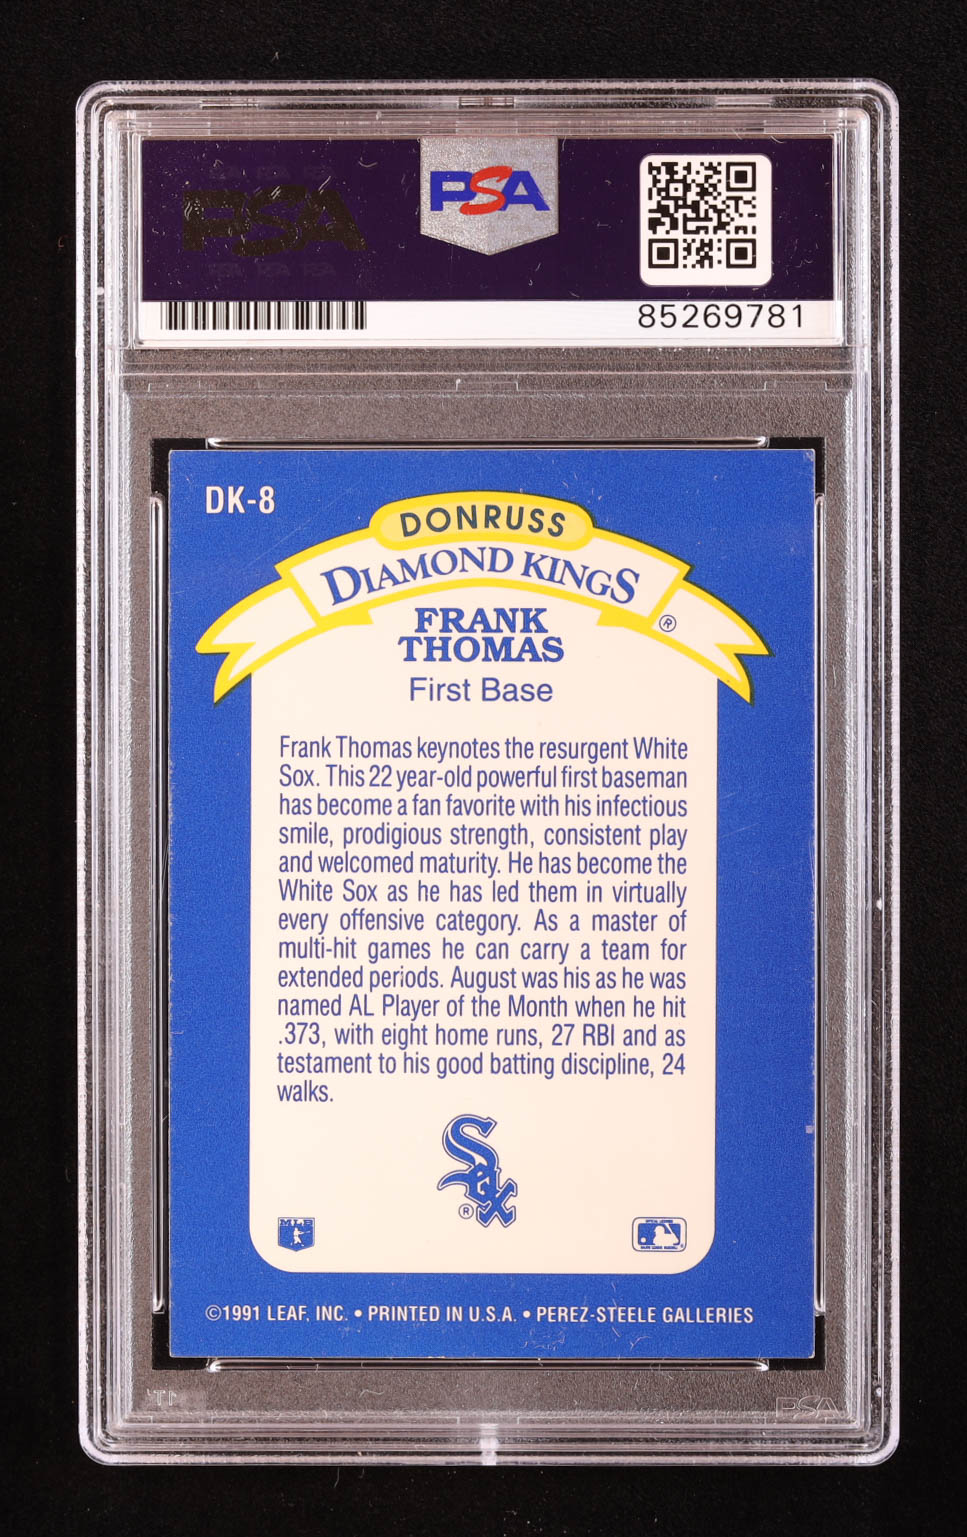 PSA
PSA
85269781
DK-8
DONRUSS
DIAMOND KINGS
®
FRANK
THOMAS
First Base
Frank Thomas keynotes the resurgent White
Sox. This 22 year-old powerful first baseman
has become a fan favorite with his infectious
smile, prodigious strength, consistent play
and welcomed maturity. He has become the
White Sox as he has led them in virtually
every offensive category. As a master of
multi-hit games he can carry a team for
extended periods. August was his as he was
named AL Player of the Month when he hit
.373, with eight home runs, 27 RBI and as
testament to his good batting discipline, 24
walks.
Sox
®
MLB
©1991 LEAF, INC. • PRINTED IN U.S.A. • PEREZ-STEELE GALLERIES
PSA